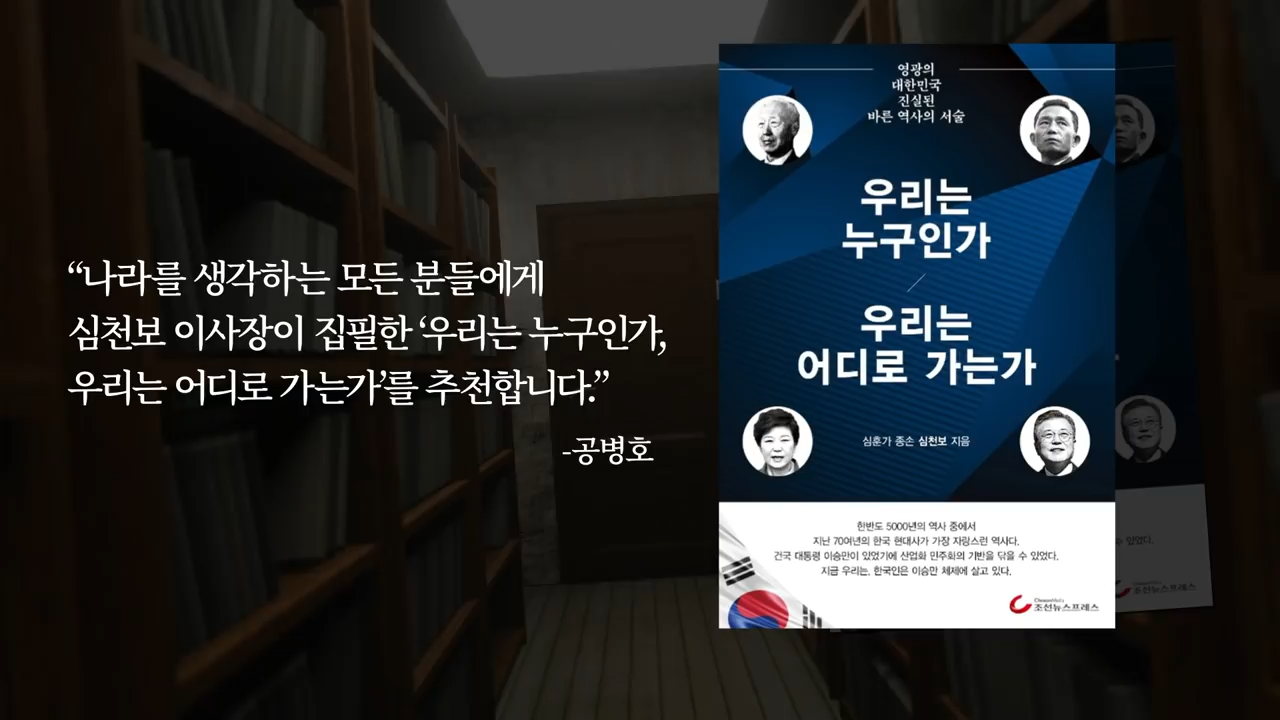 “나라를 생각하는 모든 분들에게
심천보 이사장이 집필한 ‘우리는 누구인가,
우리는 어디로 가는가’를 추천합니다.”
-공병호
영광의
대한민국
진실된
바른 역사의 서술
우리는
누구인가
우리는
어디로 가는가
심훈가 종손 심천보 지음
한반도 5000년의 역사 중에서
지난 70여년의 한국 현대사가 가장 자랑스런 역사다.
건국 대통령 이승만이 있었기에 산업화 민주화의 기반을 닦을 수 있었다.
지금 우리는, 한국인은 이승만 체제에 살고 있다.
ChosunMedia
조선뉴스프레스
수 있었다.